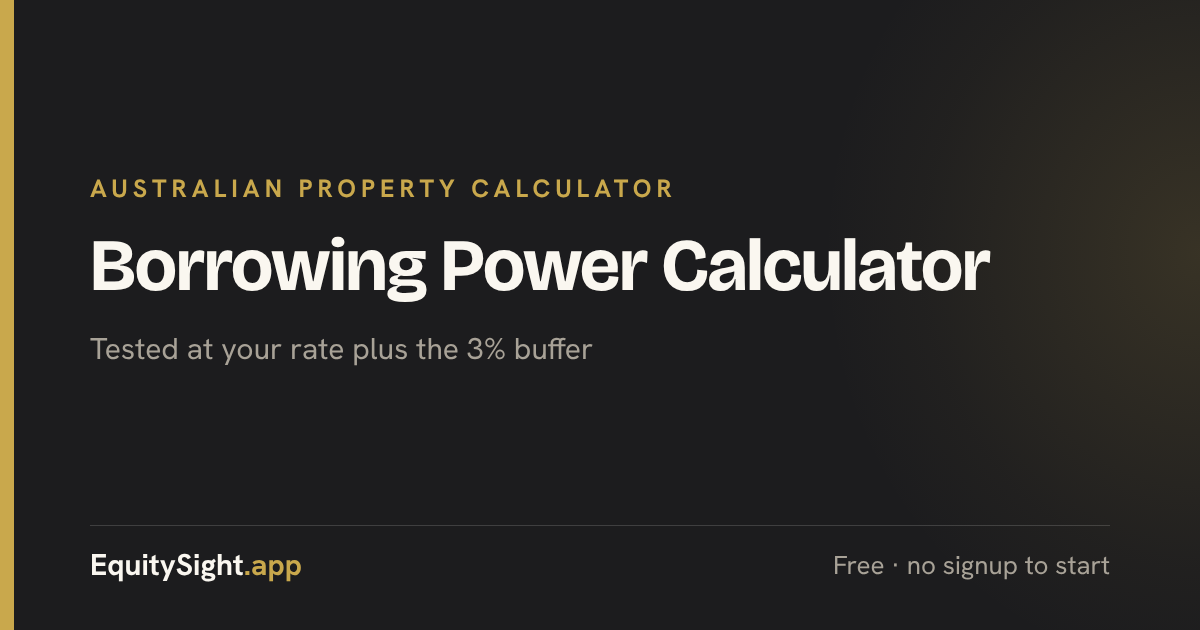 AUSTRALIAN PROPERTY CALCULATOR
Borrowing Power Calculator
Tested at your rate plus the 3% buffer
EquitySight.app
Free · no signup to start